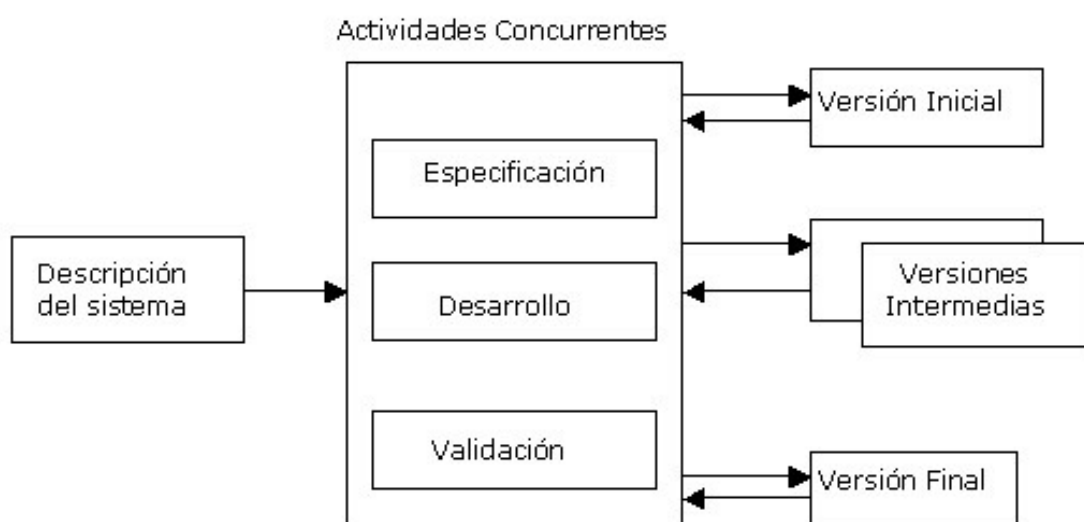 Actividades Concurrentes
Versión Inicial
Especificación
Descripción
del sistema
Desarrollo
Versiones
Intermedias
Validación
Versión Final